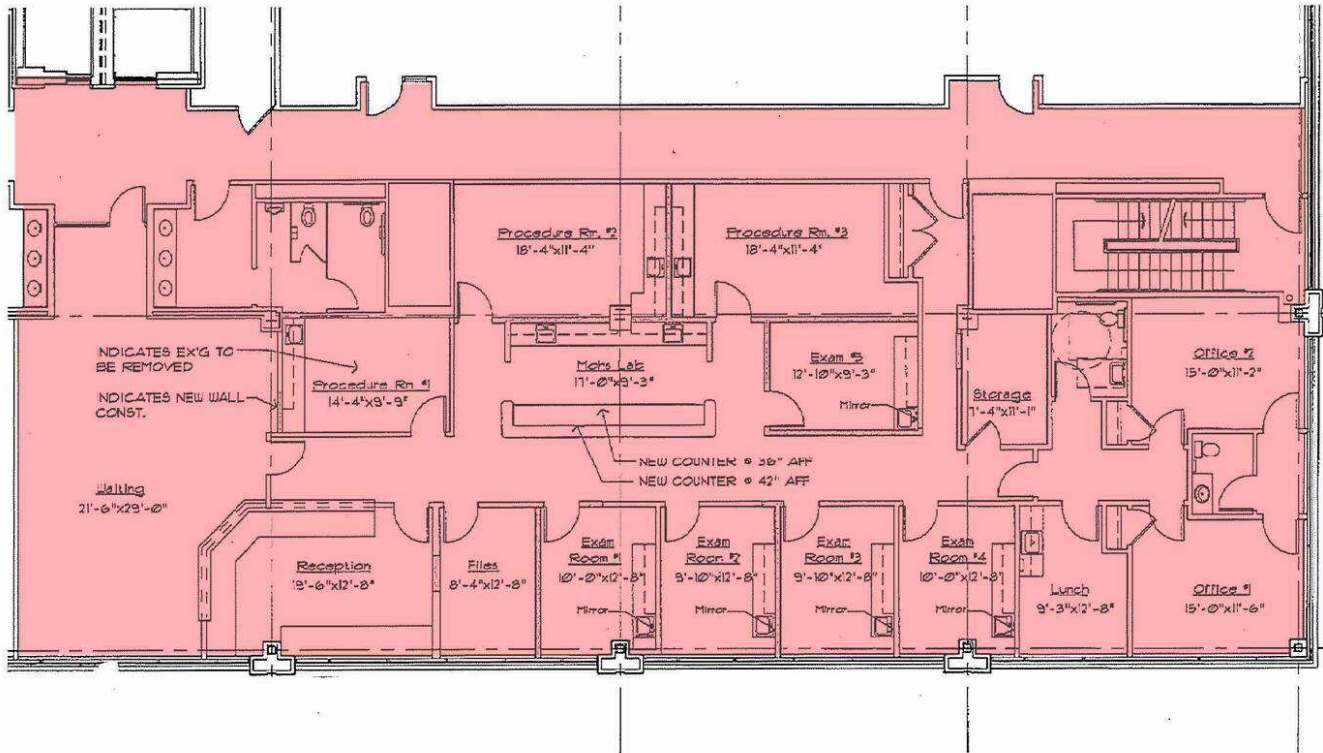 Procedure Rm. #2
18'-4"x11'-4"
Procedure Rm. #3
18'-4"x11'-4"
NDICATES EX'G TO
BE REMOVED
NDICATES NEW WALL
CONST.
Procedure Rm #1
14'-4"x9'-9"
Mohs Lab
17'-0"x9'-3"
Exam #5
12'-10"x9'-3"
Mirror
Storage
7'-4"x11'-1"
Office #2
15'-0"x11'-2"
NEW COUNTER @ 36" AFF
NEW COUNTER @ 42" AFF
Waiting
21'-6"x29'-0"
Reception
19'-6"x12'-8"
Files
8'-4"x12'-8"
Exam
Room #1
10'-0"x12'-8"
Mirror
Exam
Room #2
9'-10"x12'-8"
Mirror
Exam
Room #3
9'-10"x12'-8"
Mirror
Exam
Room #4
10'-0"x12'-8"
Mirror
Lunch
9'-3"x12'-8"
Office #1
15'-0"x11'-6"